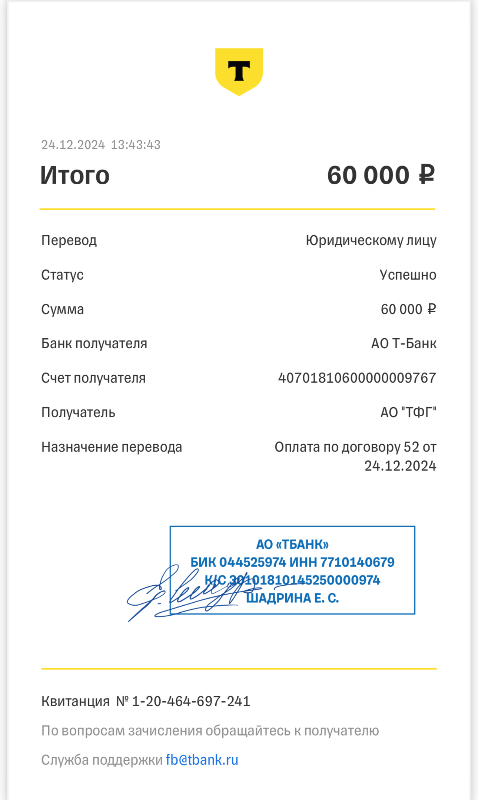 Т
24.12.2024 13:43:43
Итого 60 000 ₽
Перевод Юридическому лицу
Статус Успешно
Сумма 60 000 ₽
Банк получателя АО Т-Банк
Счет получателя 40701810600000009767
Получатель АО "ТФГ"
Назначение перевода Оплата по договору 52 от
24.12.2024
АО «ТБАНК»
БИК 044525974 ИНН 7710140679
К/С 30101810145250000974
ШАДРИНА Е. С.
Квитанция № 1-20-464-697-241
По вопросам зачисления обращайтесь к получателю
Служба поддержки fb@tbank.ru